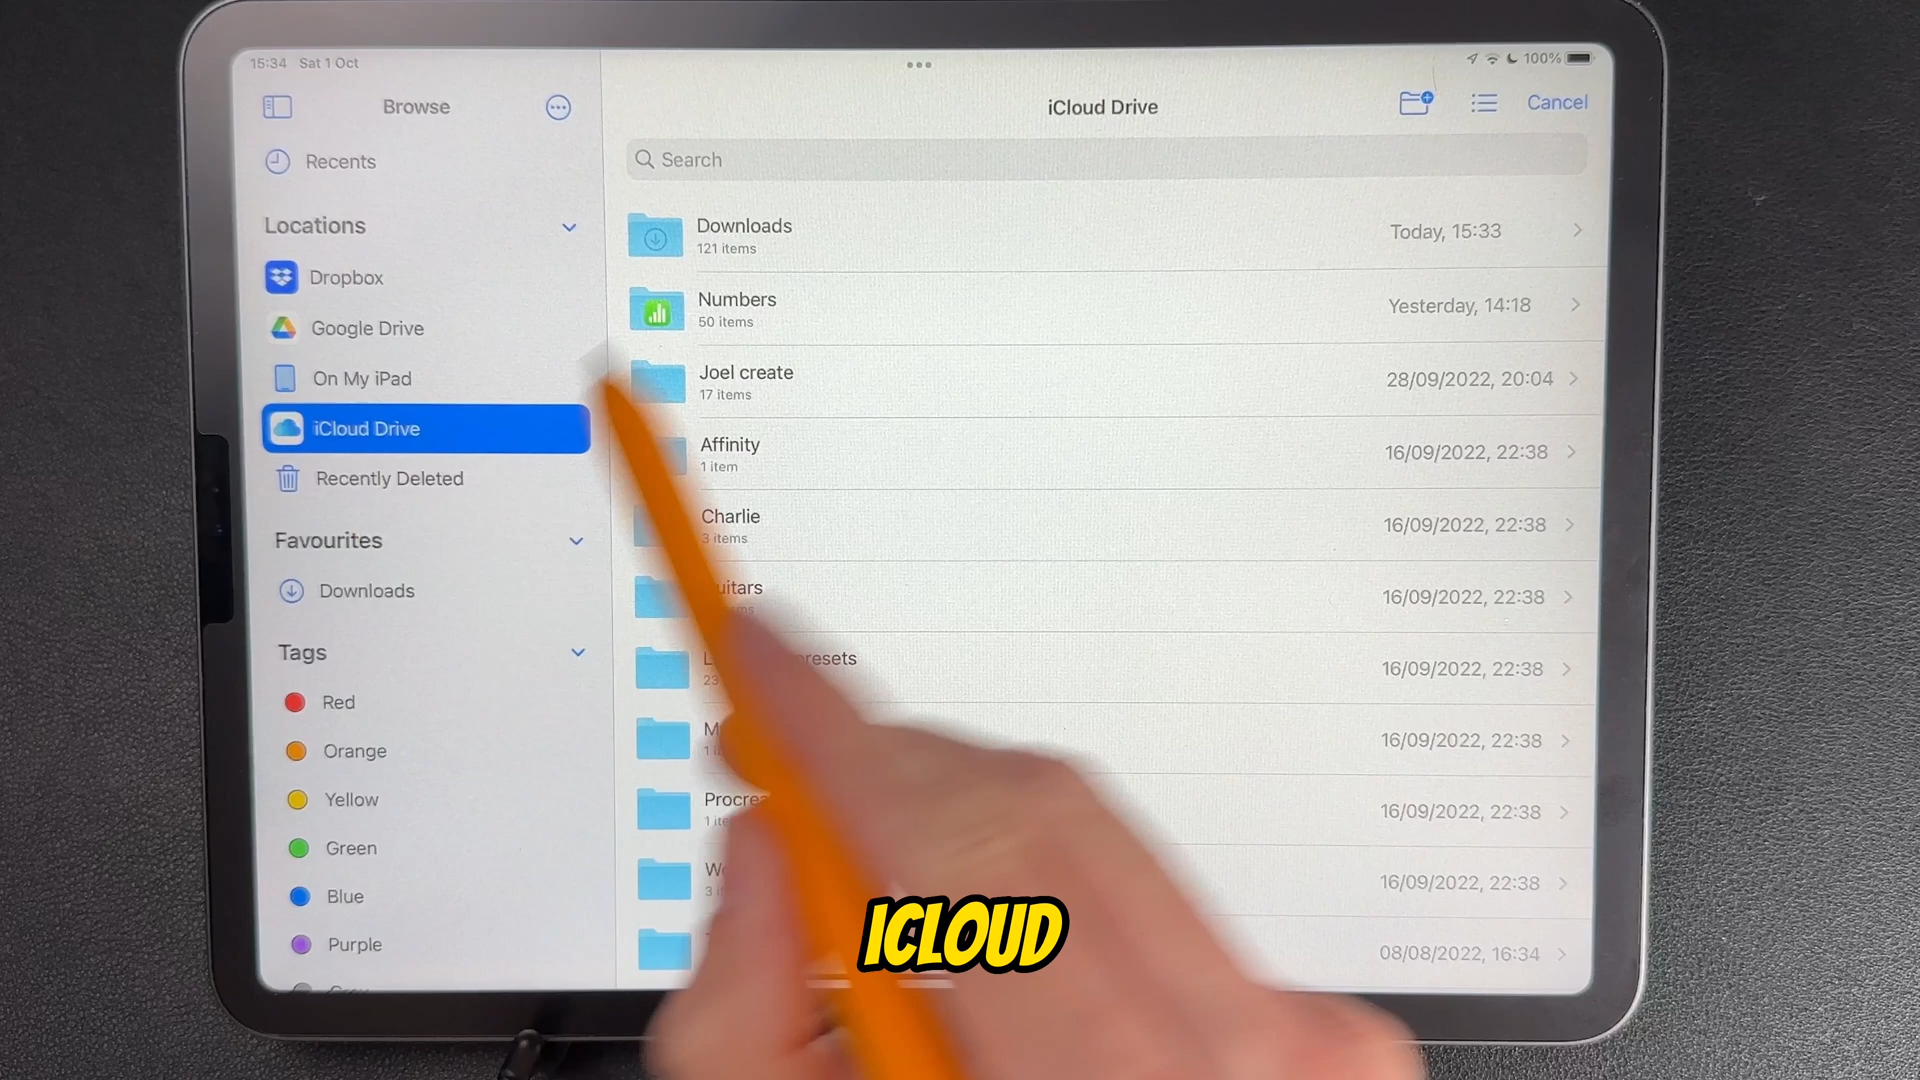 15:34 Sat 1 Oct
100%
Browse
iCloud Drive
Cancel
Search
Recents
Locations
Dropbox
Google Drive
On My iPad
iCloud Drive
Recently Deleted
Favourites
Downloads
Tags
Red
Orange
Yellow
Green
Blue
Purple
Downloads
121 items
Today, 15:33
Numbers
50 items
Yesterday, 14:18
Joel create
17 items
28/09/2022, 20:04
Affinity
1 item
16/09/2022, 22:38
Charlie
3 items
16/09/2022, 22:38
16/09/2022, 22:38
16/09/2022, 22:38
16/09/2022, 22:38
16/09/2022, 22:38
16/09/2022, 22:38
08/08/2022, 16:34
ICLOUD